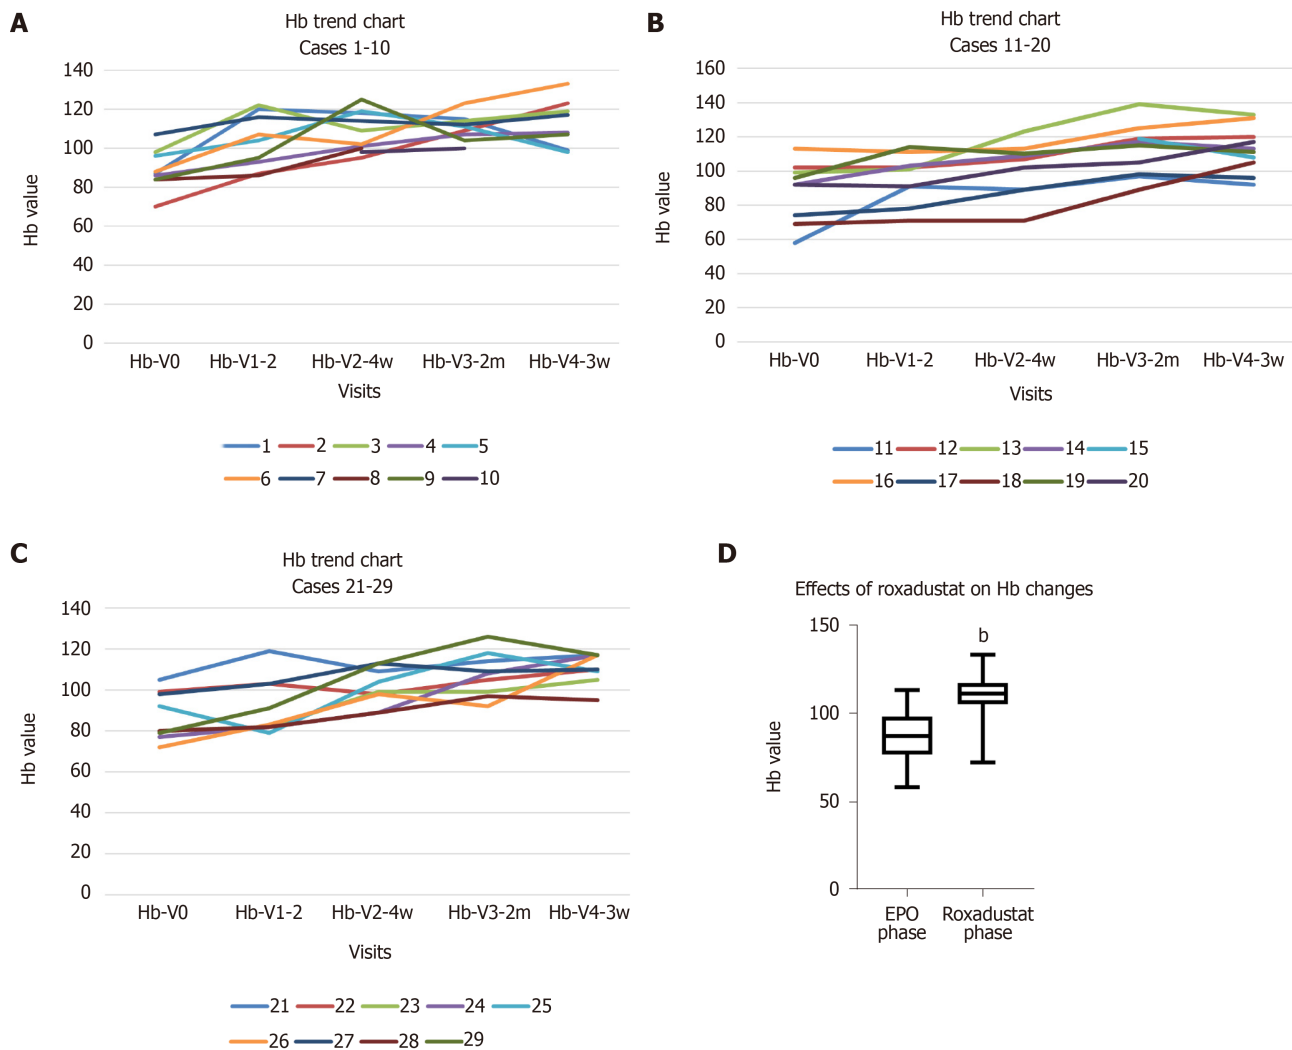 A
Hb trend chart
Cases 1-10
140
120
100
80
60
40
20
0
Hb value
Hb-V0 Hb-V1-2 Hb-V2-4w Hb-V3-2m Hb-V4-3w
Visits
1 2 3 4 5
6 7 8 9 10
B
Hb trend chart
Cases 11-20
160
140
120
100
80
60
40
20
0
Hb value
Hb-V0 Hb-V1-2 Hb-V2-4w Hb-V3-2m Hb-V4-3w
Visits
11 12 13 14 15
16 17 18 19 20
C
Hb trend chart
Cases 21-29
140
120
100
80
60
40
20
0
Hb value
Hb-V0 Hb-V1-2 Hb-V2-4w Hb-V3-2m Hb-V4-3w
Visits
21 22 23 24 25
26 27 28 29
D
Effects of roxadustat on Hb changes
150
100
50
0
Hb value
b
EPO Roxadustat
phase phase